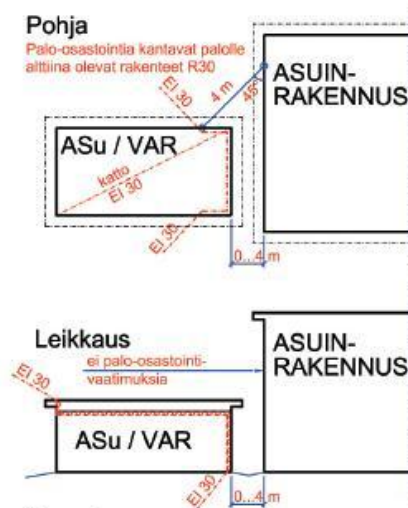 Pohja
Palo-osastointia kantavat palolle
alttiina olevat rakenteet R30
EI 30
4 m
45°
ASUIN-
RAKENNUS
ASu / VAR
katto
EI 30
EI 30
0...4 m
Leikkaus
ei palo-osastointi-
vaatimuksia
ASUIN-
RAKENNUS
EI 30
ASu / VAR
EI 30
0...4 m